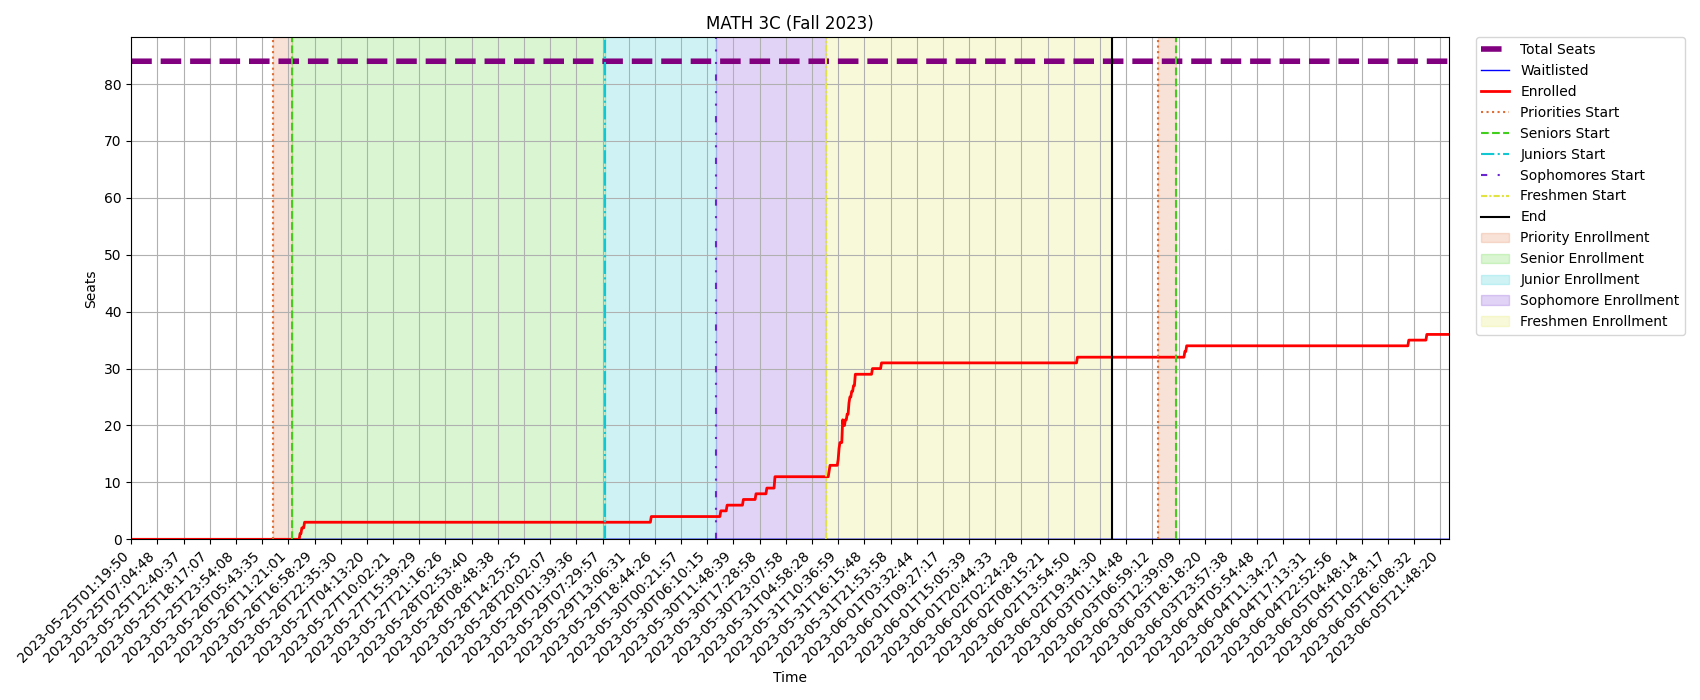 MATH 3C (Fall 2023)
Seats
80
70
60
50
40
30
20
10
0
2023-05-25T01:19:50
2023-05-25T07:04:48
2023-05-25T12:40:37
2023-05-25T18:17:07
2023-05-25T23:54:08
2023-05-26T05:43:35
2023-05-26T11:21:01
2023-05-26T16:58:29
2023-05-26T22:35:30
2023-05-27T04:13:20
2023-05-27T10:02:21
2023-05-27T15:39:29
2023-05-27T21:16:26
2023-05-28T02:53:40
2023-05-28T08:48:38
2023-05-28T14:25:25
2023-05-28T20:02:07
2023-05-29T01:39:36
2023-05-29T07:29:57
2023-05-29T13:06:31
2023-05-29T18:44:26
2023-05-30T00:21:57
2023-05-30T06:10:15
2023-05-30T11:48:39
2023-05-30T17:28:58
2023-05-30T23:07:58
2023-05-31T04:58:28
2023-05-31T10:36:59
2023-05-31T16:15:48
2023-05-31T21:53:58
2023-06-01T03:32:44
2023-06-01T09:27:17
2023-06-01T15:05:39
2023-06-01T20:44:33
2023-06-02T02:24:28
2023-06-02T08:15:21
2023-06-02T13:54:50
2023-06-02T19:34:30
2023-06-03T01:14:48
2023-06-03T06:59:12
2023-06-03T12:39:09
2023-06-03T18:18:20
2023-06-03T23:57:38
2023-06-04T05:54:48
2023-06-04T11:34:27
2023-06-04T17:13:31
2023-06-04T22:52:56
2023-06-05T04:48:14
2023-06-05T10:28:17
2023-06-05T16:08:32
2023-06-05T21:48:20
Time
Total Seats
Waitlisted
Enrolled
Priorities Start
Seniors Start
Juniors Start
Sophomores Start
Freshmen Start
End
Priority Enrollment
Senior Enrollment
Junior Enrollment
Sophomore Enrollment
Freshmen Enrollment